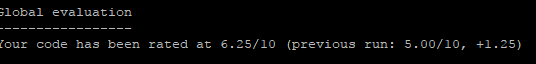 Global evaluation
-----------------
Your code has been rated at 6.25/10 (previous run: 5.00/10, +1.25)